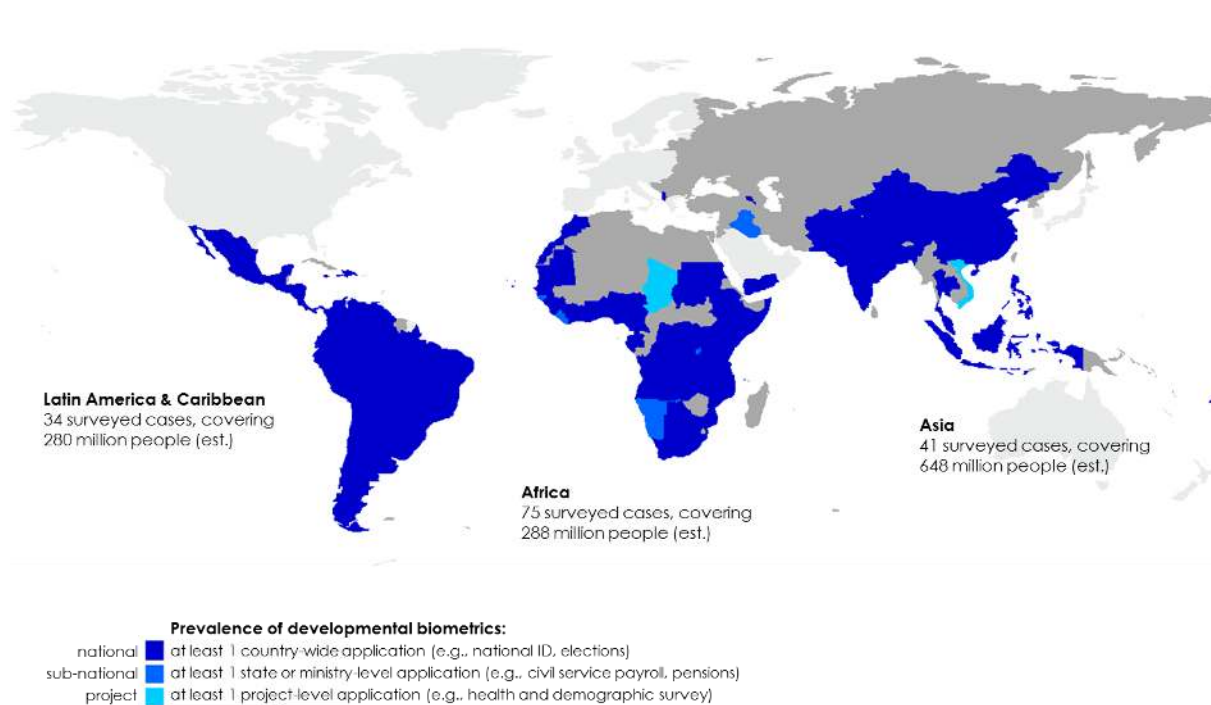 Latin America & Caribbean
34 surveyed cases, covering
280 million people (est.)
Africa
75 surveyed cases, covering
288 million people (est.)
Asia
41 surveyed cases, covering
648 million people (est.)
Prevalence of developmental biometrics:
national at least 1 country-wide application (e.g., national ID, elections)
sub-national at least 1 state or ministry-level application (e.g., civil service payroll, pensions)
project at least 1 project-level application (e.g., health and demographic survey)